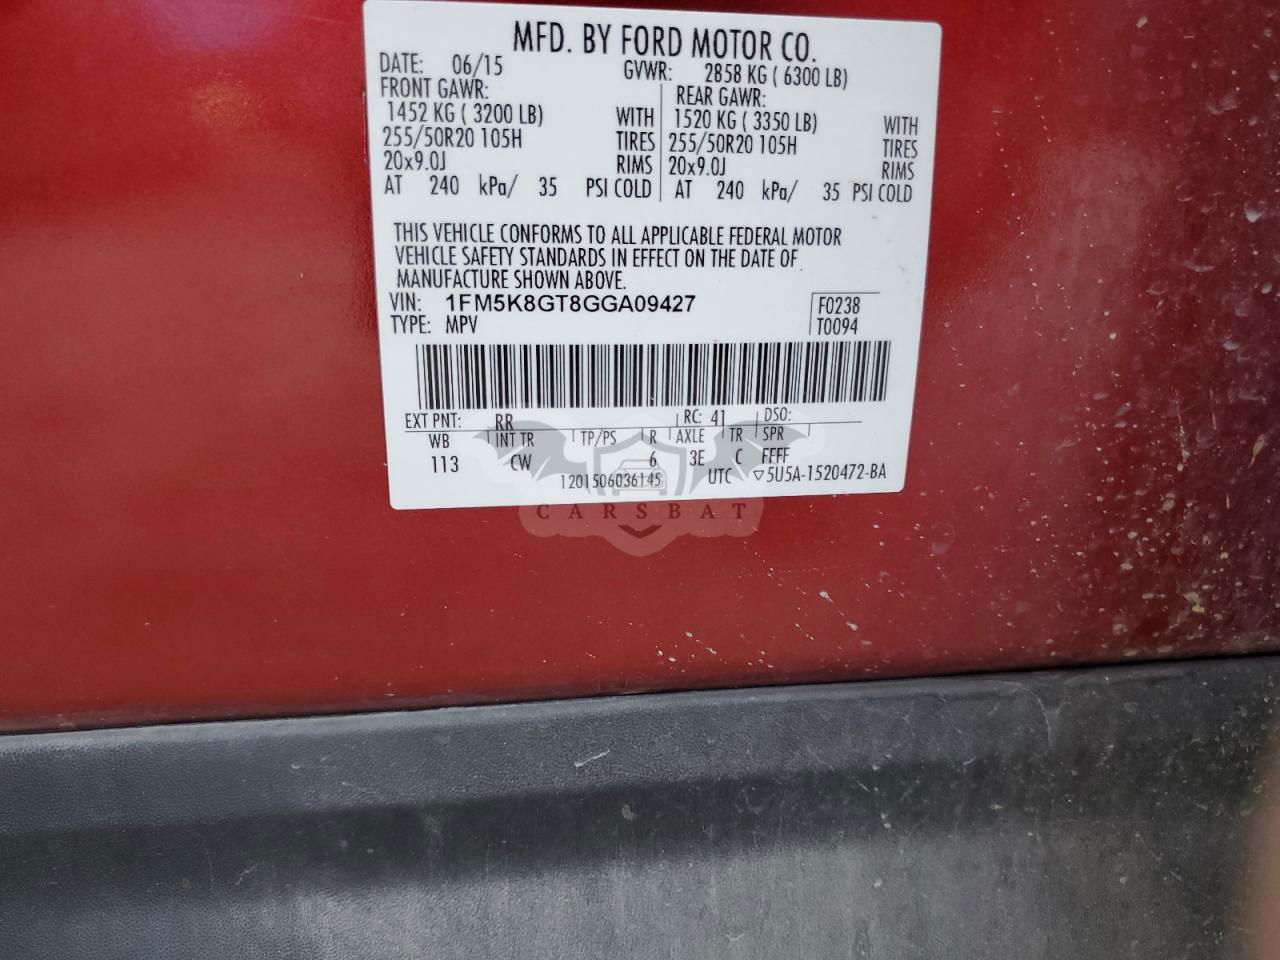 MFD. BY FORD MOTOR CO.
DATE: 06/15 GVWR: 2858 KG ( 6300 LB)
FRONT GAWR: REAR GAWR:
1452 KG ( 3200 LB) WITH 1520 KG ( 3350 LB) WITH
255/50R20 105H TIRES 255/50R20 105H TIRES
20x9.0J RIMS 20x9.0J RIMS
AT 240 kPa/ 35 PSI COLD AT 240 kPa/ 35 PSI COLD
THIS VEHICLE CONFORMS TO ALL APPLICABLE FEDERAL MOTOR
VEHICLE SAFETY STANDARDS IN EFFECT ON THE DATE OF
MANUFACTURE SHOWN ABOVE.
VIN: 1FM5K8GT8GGA09427 F0238
TYPE: MPV T0094
EXT PNT: RR RC: 41 DSO:
WB INT TR TP/PS R AXLE TR SPR
113 CW 6 3E C FFFF
1201506036145 UTC ▽5U5A-1520472-BA
CARSBAT